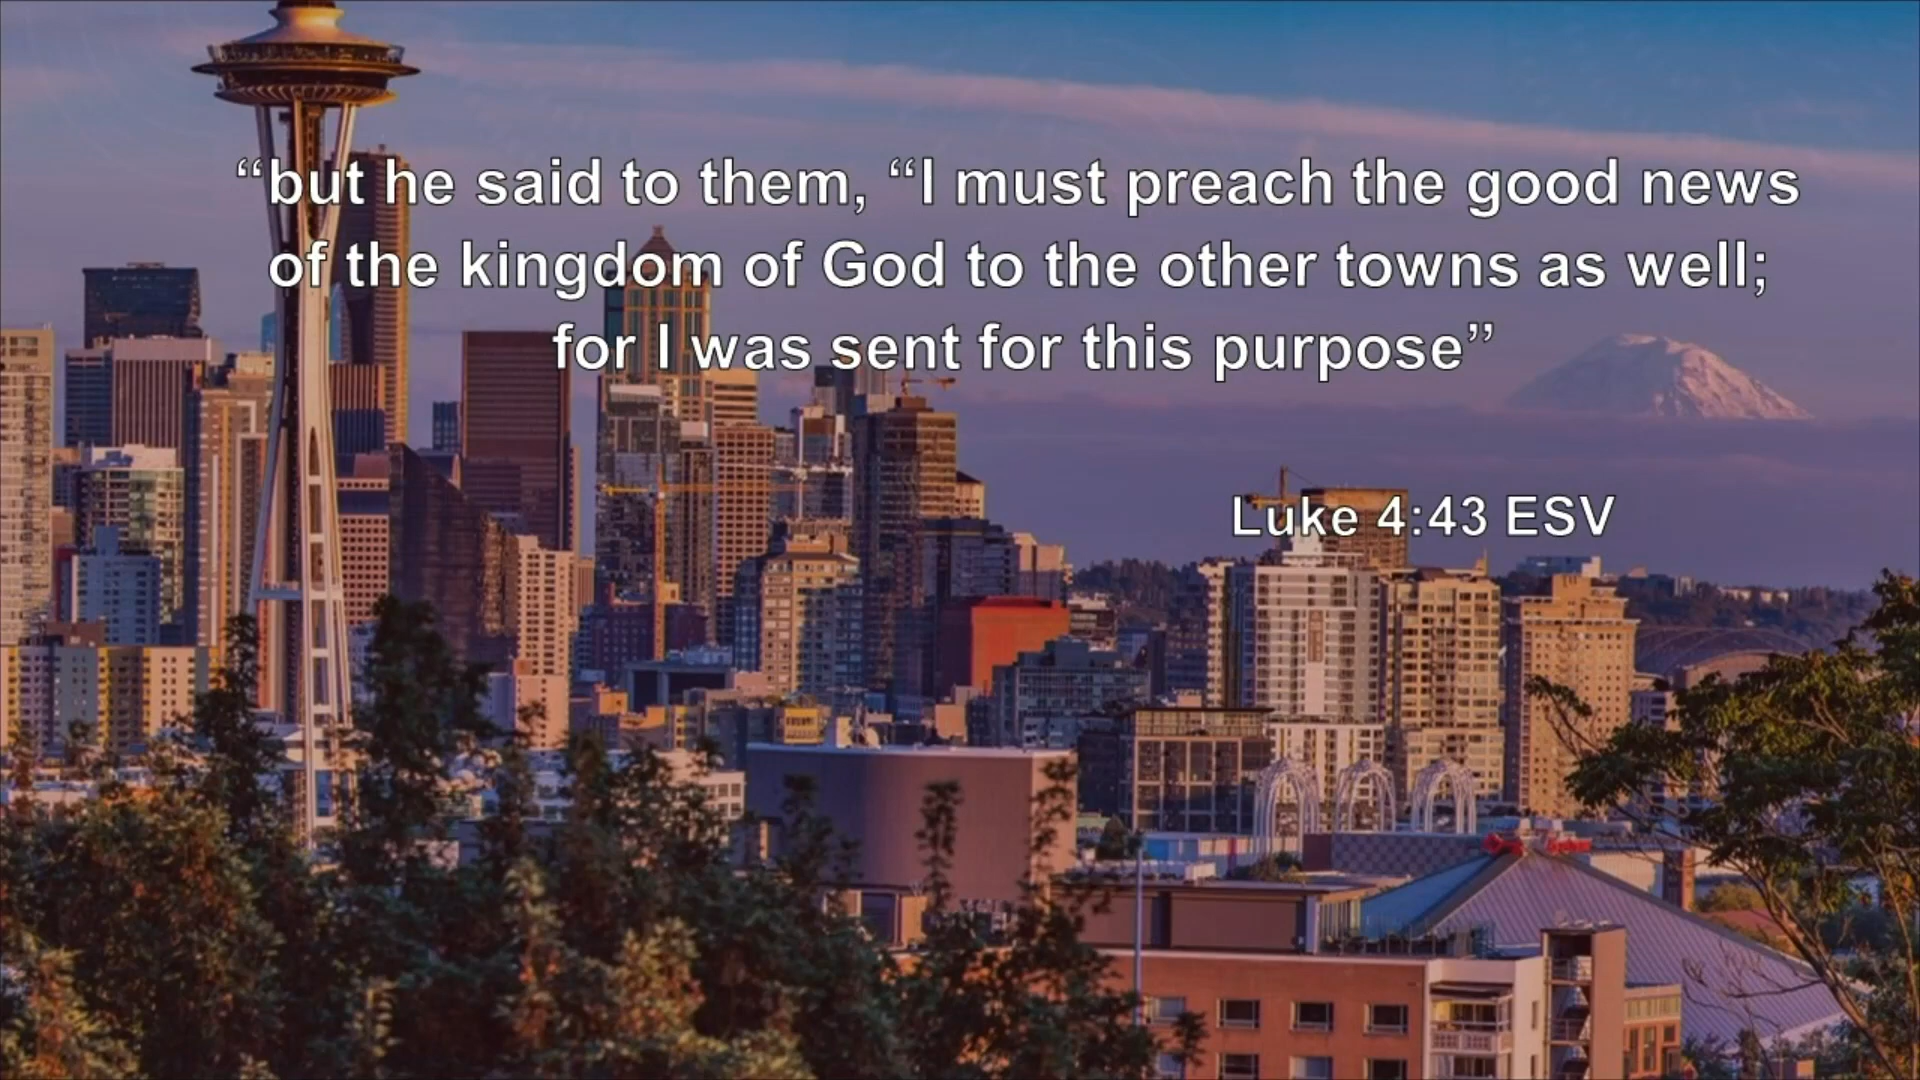 “but he said to them, “I must preach the good news
of the kingdom of God to the other towns as well;
for I was sent for this purpose”
Luke 4:43 ESV